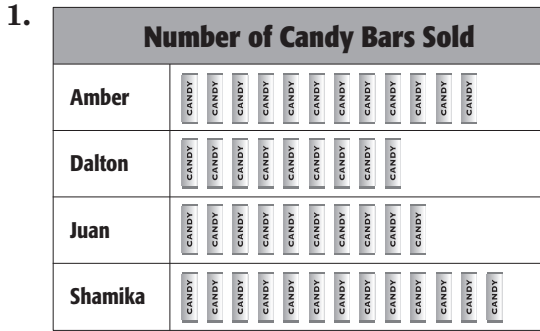 1.
Number of Candy Bars Sold
Amber CANDY CANDY CANDY CANDY CANDY CANDY CANDY CANDY CANDY CANDY CANDY CANDY
Dalton CANDY CANDY CANDY CANDY CANDY CANDY CANDY CANDY CANDY
Juan CANDY CANDY CANDY CANDY CANDY CANDY CANDY CANDY CANDY CANDY
Shamika CANDY CANDY CANDY CANDY CANDY CANDY CANDY CANDY CANDY CANDY CANDY CANDY CANDY